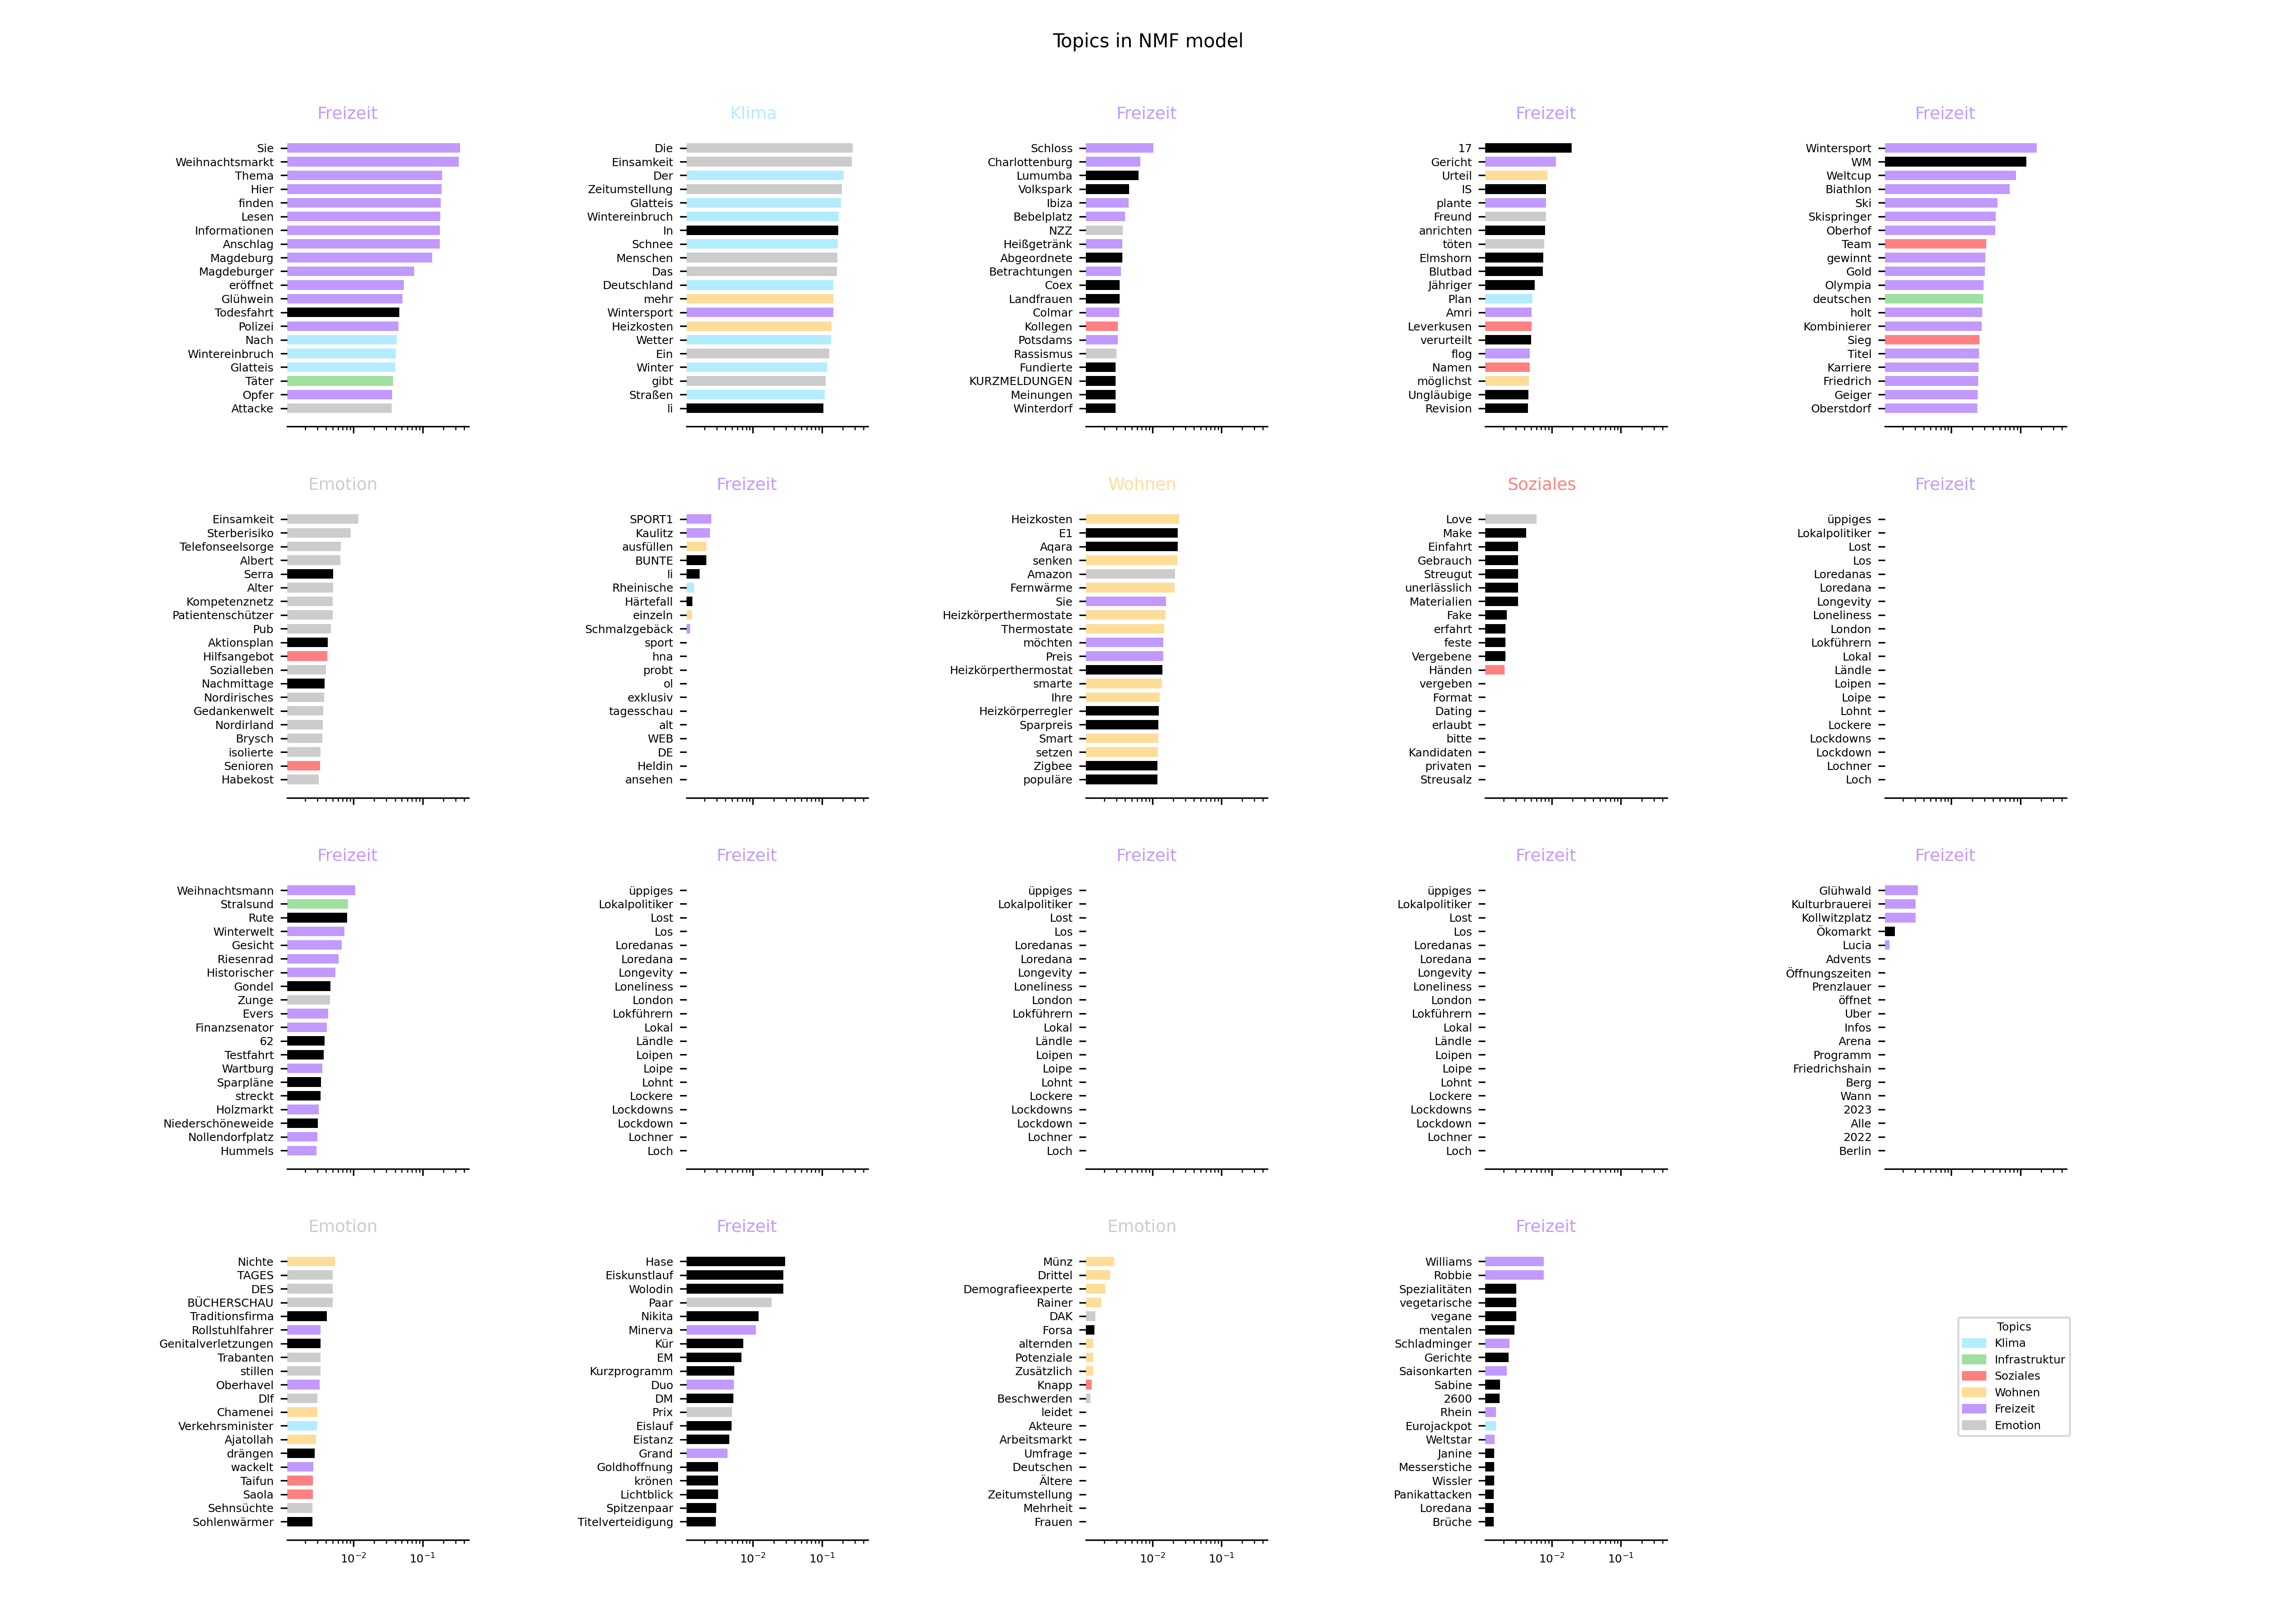 Topics in NMF model
Freizeit
Sie
Weihnachtsmarkt
Thema
Hier
finden
Lesen
Informationen
Anschlag
Magdeburg
Magdeburger
eröffnet
Glühwein
Todesfahrt
Polizei
Nach
Wintereinbruch
Glatteis
Täter
Opfer
Attacke
Klima
Die
Einsamkeit
Der
Zeitumstellung
Glatteis
Wintereinbruch
In
Schnee
Menschen
Das
Deutschland
mehr
Wintersport
Heizkosten
Wetter
Ein
Winter
gibt
Straßen
li
Freizeit
Schloss
Charlottenburg
Lumumba
Volkspark
Ibiza
Bebelplatz
NZZ
Heißgetränk
Abgeordnete
Betrachtungen
Coex
Landfrauen
Colmar
Kollegen
Potsdams
Rassismus
Fundierte
KURZMELDUNGEN
Meinungen
Winterdorf
Freizeit
17
Gericht
Urteil
IS
plante
Freund
anrichten
töten
Elmshorn
Blutbad
Jähriger
Plan
Amri
Leverkusen
verurteilt
flog
Namen
möglichst
Ungläubige
Revision
Freizeit
Wintersport
WM
Weltcup
Biathlon
Ski
Skispringer
Oberhof
Team
gewinnt
Gold
Olympia
deutschen
holt
Kombinierer
Sieg
Titel
Karriere
Friedrich
Geiger
Oberstdorf
Emotion
Einsamkeit
Sterberisiko
Telefonseelsorge
Albert
Serra
Alter
Kompetenznetz
Patientenschützer
Pub
Aktionsplan
Hilfsangebot
Sozialleben
Nachmittage
Nordirisches
Gedankenwelt
Nordirland
Brysch
isolierte
Senioren
Habekost
Freizeit
SPORT1
Kaulitz
ausfüllen
BUNTE
li
Rheinische
Härtefall
einzeln
Schmalzgebäck
sport
hna
probt
ol
exklusiv
tagesschau
alt
WEB
DE
Heldin
ansehen
Wohnen
Heizkosten
E1
Aqara
senken
Amazon
Fernwärme
Sie
Heizkörperthermostate
Thermostate
möchten
Preis
Heizkörperthermostat
smarte
Ihre
Heizkörperregler
Sparpreis
Smart
setzen
Zigbee
populäre
Soziales
Love
Make
Einfahrt
Gebrauch
Streugut
unerlässlich
Materialien
Fake
erfahrt
feste
Vergebene
Händen
vergeben
Format
Dating
erlaubt
bitte
Kandidaten
privaten
Streusalz
Freizeit
üppiges
Lokalpolitiker
Lost
Los
Loredanas
Loredana
Longevity
Loneliness
London
Lokführern
Lokal
Ländle
Loipen
Loipe
Lohnt
Lockere
Lockdowns
Lockdown
Lochner
Loch
Freizeit
Weihnachtsmann
Stralsund
Rute
Winterwelt
Gesicht
Riesenrad
Historischer
Gondel
Zunge
Evers
Finanzsenator
62
Testfahrt
Wartburg
Sparpläne
streckt
Holzmarkt
Niederschöneweide
Nollendorfplatz
Hummels
Freizeit
üppiges
Lokalpolitiker
Lost
Los
Loredanas
Loredana
Longevity
Loneliness
London
Lokführern
Lokal
Ländle
Loipen
Loipe
Lohnt
Lockere
Lockdowns
Lockdown
Lochner
Loch
Freizeit
üppiges
Lokalpolitiker
Lost
Los
Loredanas
Loredana
Longevity
Loneliness
London
Lokführern
Lokal
Ländle
Loipen
Loipe
Lohnt
Lockere
Lockdowns
Lockdown
Lochner
Loch
Freizeit
üppiges
Lokalpolitiker
Lost
Los
Loredanas
Loredana
Longevity
Loneliness
London
Lokführern
Lokal
Ländle
Loipen
Loipe
Lohnt
Lockere
Lockdowns
Lockdown
Lochner
Loch
Freizeit
Glühwald
Kulturbrauerei
Kollwitzplatz
Ökomarkt
Lucia
Advents
Öffnungszeiten
Prenzlauer
öffnet
Uber
Infos
Arena
Programm
Friedrichshain
Berg
Wann
2023
Alle
2022
Berlin
Emotion
Nichte
TAGES
DES
BÜCHERSCHAU
Traditionsfirma
Rollstuhlfahrer
Genitalverletzungen
Trabanten
stillen
Oberhavel
Dlf
Chamenei
Verkehrsminister
Ajatollah
drängen
wackelt
Taifun
Saola
Sehnsüchte
Sohlenwärmer
10⁻² 10⁻¹
Freizeit
Hase
Eiskunstlauf
Wolodin
Paar
Nikita
Minerva
Kür
EM
Kurzprogramm
Duo
DM
Prix
Eislauf
Eistanz
Grand
Goldhoffnung
krönen
Lichtblick
Spitzenpaar
Titelverteidigung
10⁻² 10⁻¹
Emotion
Münz
Drittel
Demografieexperte
Rainer
DAK
Forsa
alternden
Potenziale
Zusätzlich
Knapp
Beschwerden
leidet
Akteure
Arbeitsmarkt
Umfrage
Deutschen
Ältere
Zeitumstellung
Mehrheit
Frauen
10⁻² 10⁻¹
Freizeit
Williams
Robbie
Spezialitäten
vegetarische
vegane
mentalen
Schladminger
Gerichte
Saisonkarten
Sabine
2600
Rhein
Eurojackpot
Weltstar
Janine
Messerstiche
Wissler
Panikattacken
Loredana
Brüche
10⁻² 10⁻¹
Topics
Klima
Infrastruktur
Soziales
Wohnen
Freizeit
Emotion